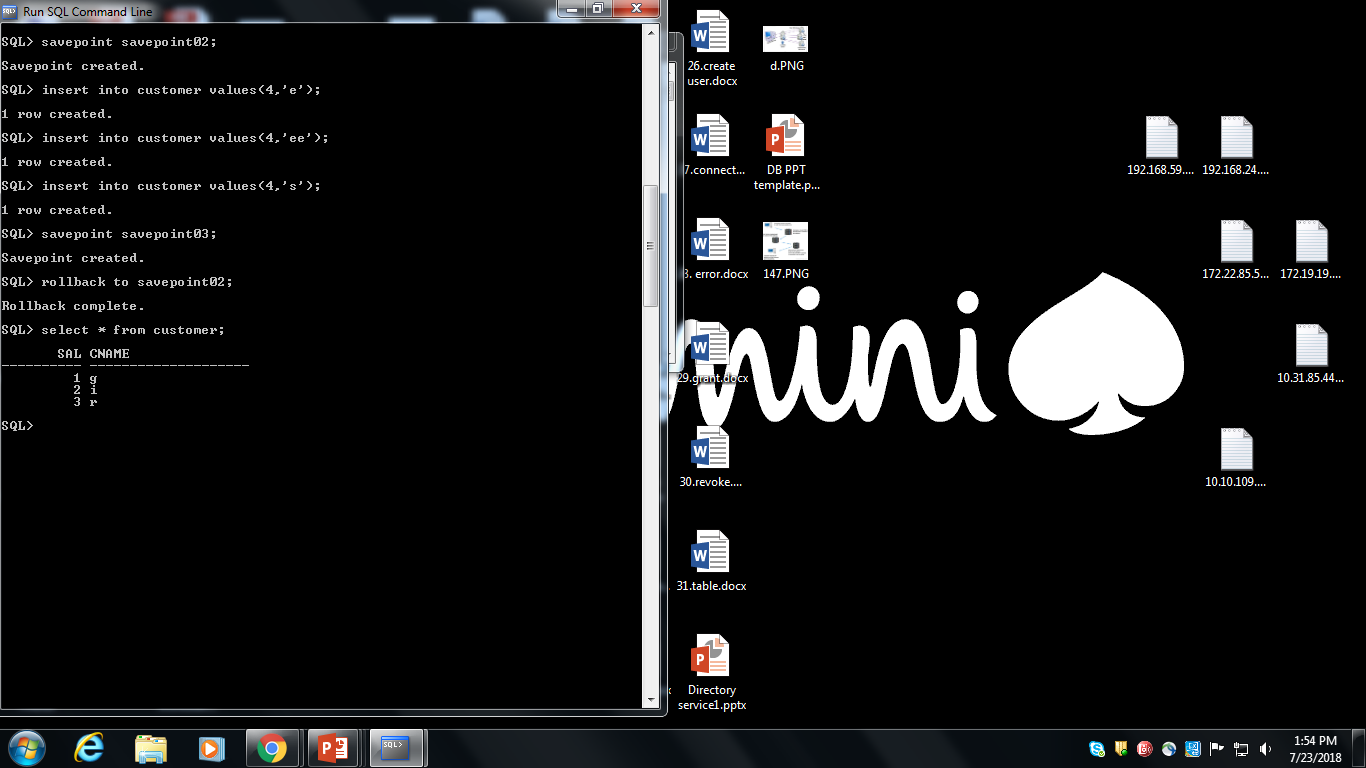 Run SQL Command Line
SQL> savepoint savepoint02;
Savepoint created.
SQL> insert into customer values(4,'e');
1 row created.
SQL> insert into customer values(4,'ee');
1 row created.
SQL> insert into customer values(4,'s');
1 row created.
SQL> savepoint savepoint03;
Savepoint created.
SQL> rollback to savepoint02;
Rollback complete.
SQL> select * from customer;
SAL CNAME
---------- --------------------
1 g
2 i
3 r
SQL>
26.create
user.docx
d.PNG
7.connect...
DB PPT
template.p...
192.168.59....
192.168.24....
3. error.docx
147.PNG
172.22.85.5...
172.19.19....
mini
29.grant.docx
10.31.85.44...
30.revoke....
10.10.109....
31.table.docx
Directory
service1.pptx
SQL>
1:54 PM
7/23/2018